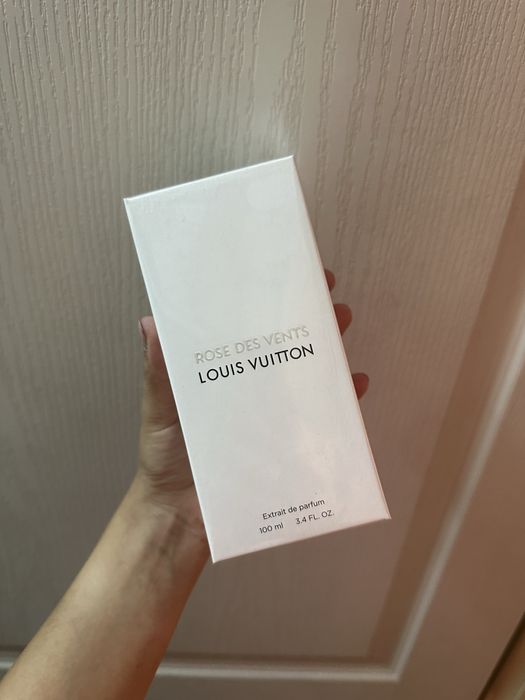 ROSE DES VENTS
LOUIS VUITTON
Extrait de parfum
100 ml 3.4 FL. OZ.